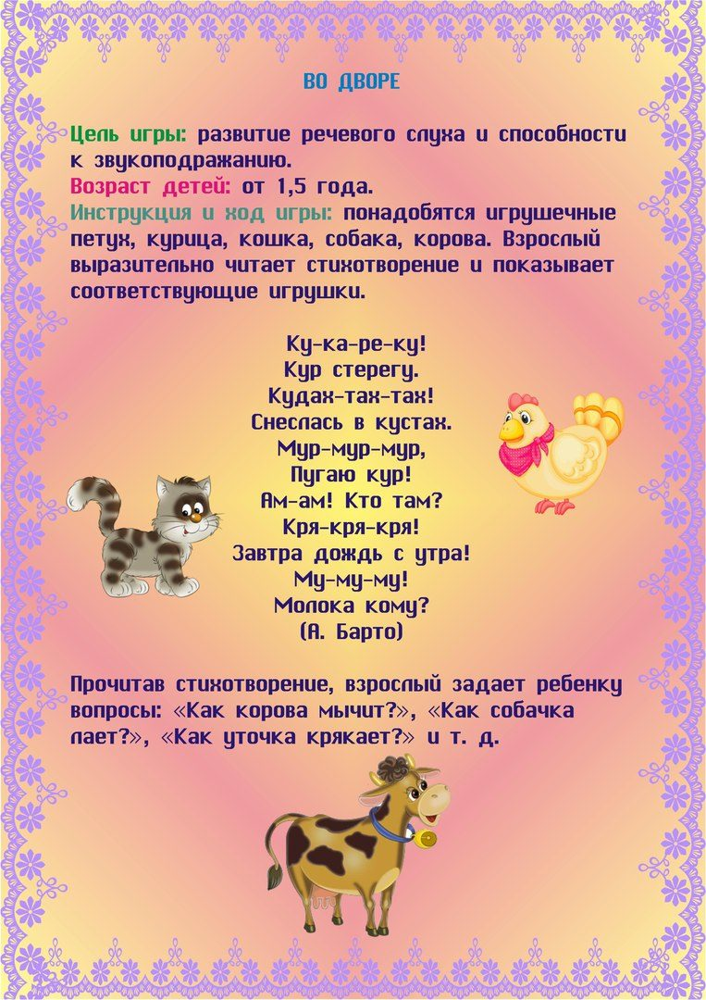 ВО ДВОРЕ
Цель игры: развитие речевого слуха и способности
к звукоподражанию.
Возраст детей: от 1,5 года.
Инструкция и ход игры: понадобятся игрушечные
петух, курица, кошка, собака, корова. Взрослый
выразительно читает стихотворение и показывает
соответствующие игрушки.
Ку-ка-ре-ку!
Кур стерегу.
Кудах-тах-тах!
Снеслась в кустах.
Мур-мур-мур,
Пугаю кур!
Ам-ам! Кто там?
Кря-кря-кря!
Завтра дождь с утра!
Му-му-му!
Молока кому?
(А. Барто)
Прочитав стихотворение, взрослый задает ребенку
вопросы: «Как корова мычит?», «Как собачка
лает?», «Как уточка крякает?» и т. д.